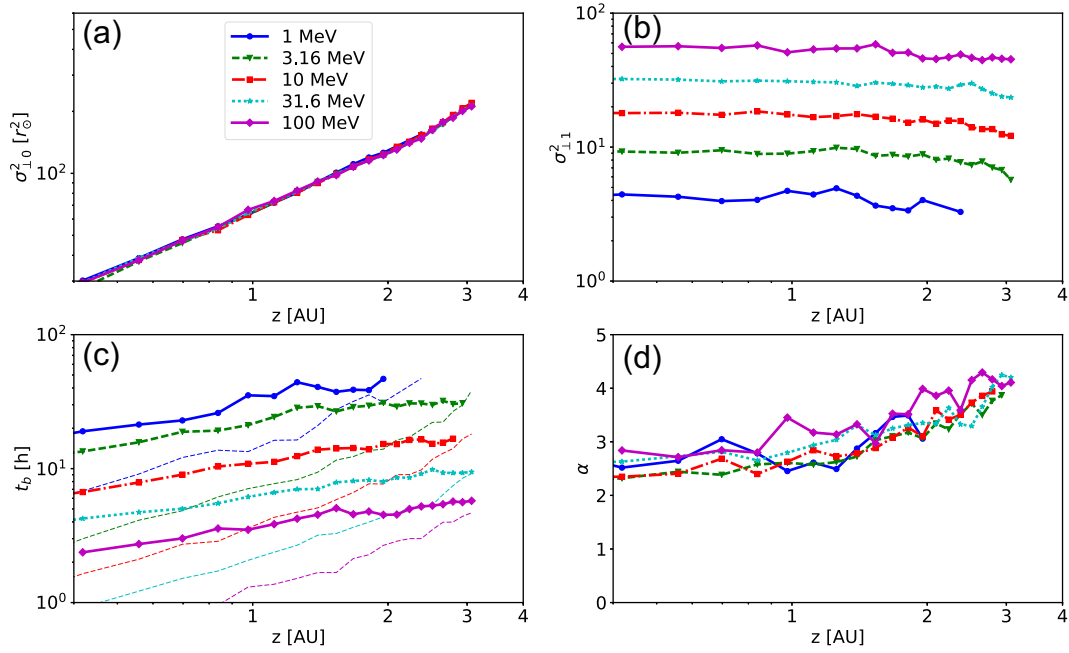 (a)
1 MeV
3.16 MeV
10 MeV
31.6 MeV
100 MeV
10²
σ²⊥0 [r²⊙]
1 2 3 4
z [AU]
(b)
10²
10¹
10⁰
σ²⊥1
1 2 3 4
z [AU]
(c)
10²
10¹
10⁰
t_b [h]
1 2 3 4
z [AU]
(d)
5
4
3
2
1
0
α
1 2 3 4
z [AU]